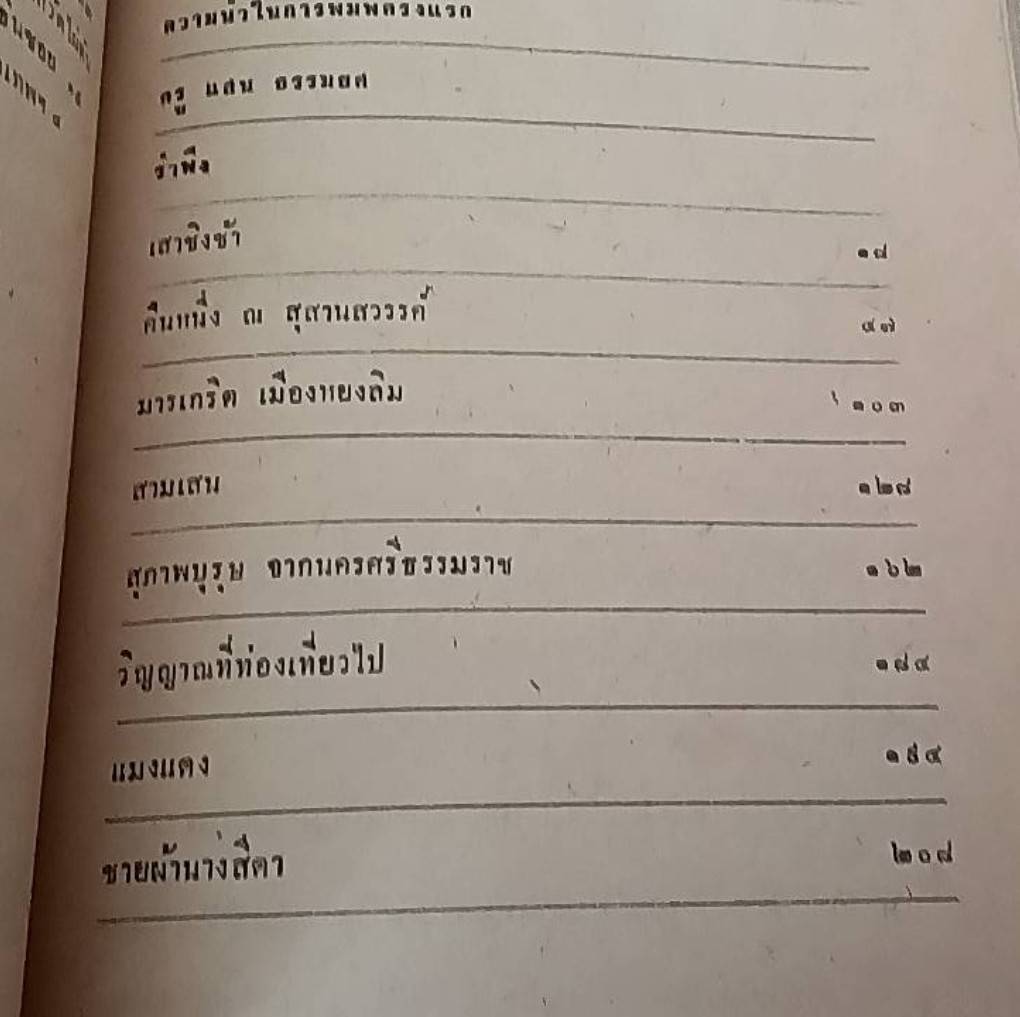 ความนำในการพิมพ์ครั้งแรก
ครู แสน ธรรมยศ
รำพึง
เสาชิงช้า ๑๘
คืนหนึ่ง ณ สุสานสวรรค์ ๔๗
มารเกริต เมืองหยงลิม ๑๐๓
สามเสน ๑๒๘
สุภาพบุรุษ จากนครศรีธรรมราช ๑๖๒
วิญญาณที่ท่องเที่ยวไป ๑๘๔
แมงแดง ๑๙๔
ชายผ้านางสีดา ๒๐๘